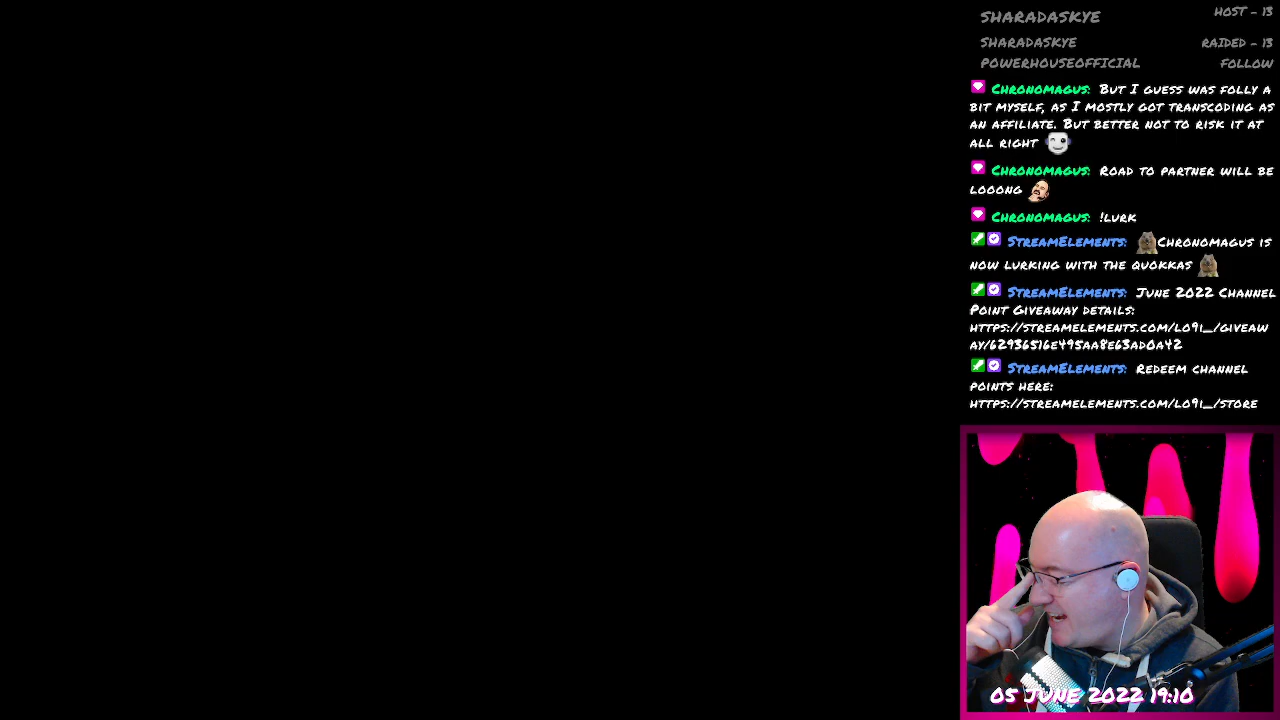 SHARADASKYE HOST - 13
SHARADASKYE RAIDED - 13
POWERHOUSEOFFICIAL FOLLOW
CHRONOMAGUS: BUT I GUESS WAS FOLLY A
BIT MYSELF, AS I MOSTLY GOT TRANSCODING AS
AN AFFILIATE. BUT BETTER NOT TO RISK IT AT
ALL RIGHT
CHRONOMAGUS: ROAD TO PARTNER WILL BE
LOOONG
CHRONOMAGUS: !LURK
STREAMELEMENTS: CHRONOMAGUS IS
NOW LURKING WITH THE QUOKKAS
STREAMELEMENTS: JUNE 2022 CHANNEL
POINT GIVEAWAY DETAILS:
HTTPS://STREAMELEMENTS.COM/LO9I_/GIVEAW
AY/62936516E495AA8E63AD0A42
STREAMELEMENTS: REDEEM CHANNEL
POINTS HERE:
HTTPS://STREAMELEMENTS.COM/LO9I_/STORE
05 JUNE 2022 19:10